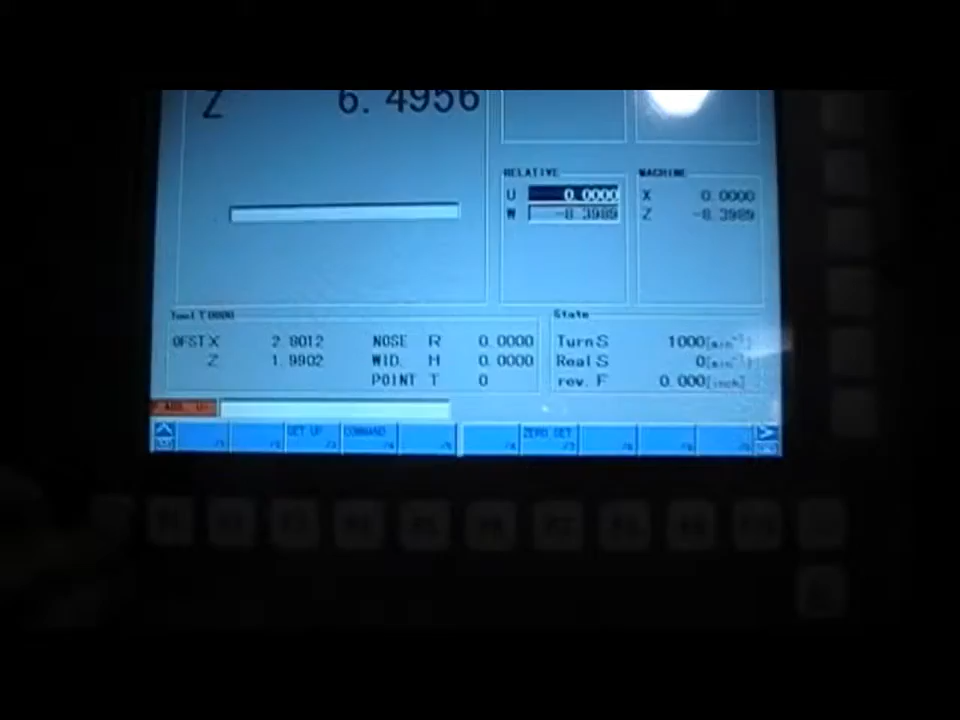 Z 6.4956
RELATIVE MACHINE
U 0.0000 X 0.0000
W -8.3989 Z -8.3989
Tool T0000 State
OFST X 2.8012 NOSE R 0.0000 Turn S 1000[min-1]
Z 1.9902 WID. H 0.0000 Real S 0[min-1]
POINT T 0 rev. F 0.000[inch]
SET UP COMMAND ZERO SET